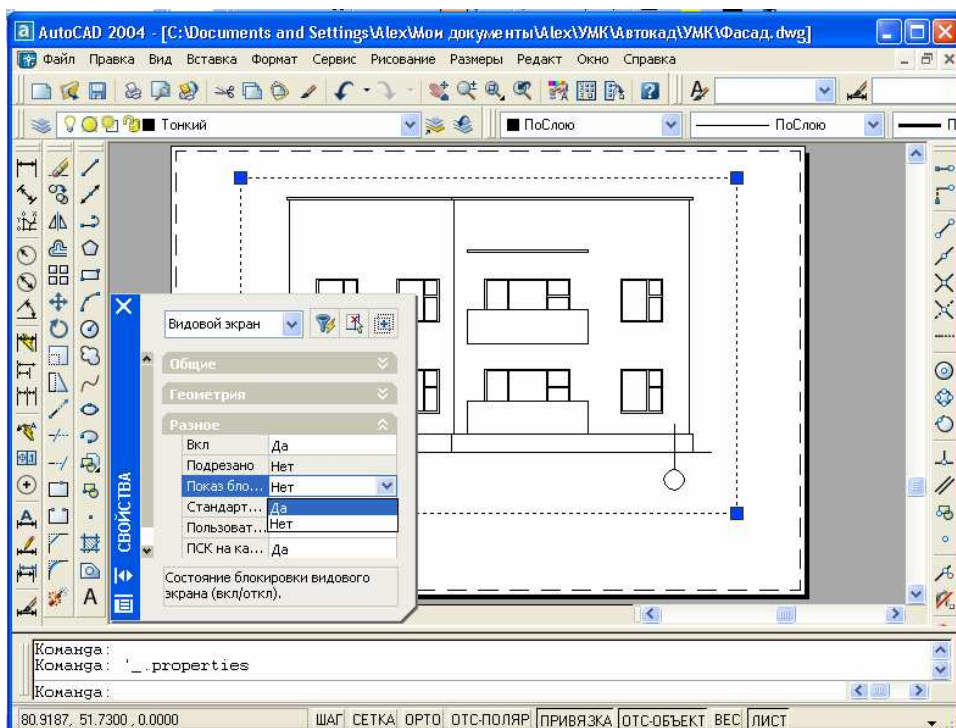 AutoCAD 2004 - [C:\Documents and Settings\Alex\Мои документы\Alex\УМК\Автокад\УМК\Фасад.dwg]
Файл Правка Вид Вставка Формат Сервис Рисование Размеры Редакт Окно Справка
Тонкий ПоСлою ПоСлою
Видовой экран
Общие
Геометрия
Разное
Вкл Да
Подрезано Нет
Показ бло... Нет
Стандарт... Да
Пользоват... Нет
ПСК на ка... Да
СВОЙСТВА
Состояние блокировки видового
экрана (вкл/откл).
Команда:
Команда: '_.properties
Команда:
80.9187, 51.7300, 0.0000 ШАГ СЕТКА ОРТО ОТС-ПОЛЯР ПРИВЯЗКА ОТС-ОБЪЕКТ ВЕС ЛИСТ